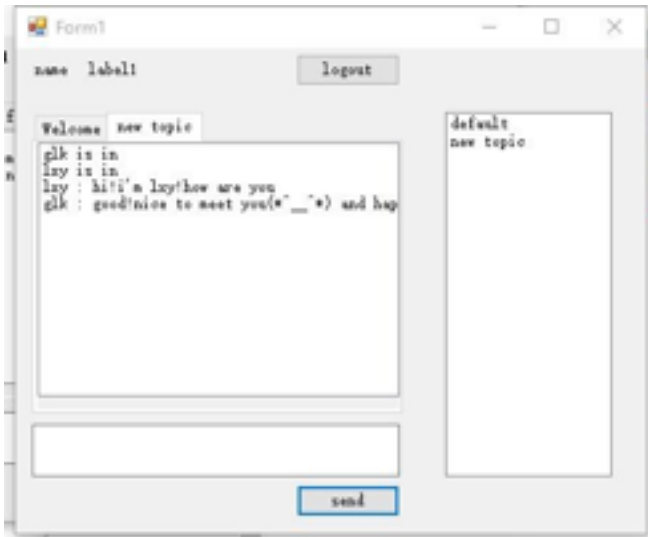 Form1
name label1 logout
Welcome new topic
glk is in
lxy is in
lxy : hi!i'm lxy!how are you
glk : good!nice to meet you(*^__^*) and hap
default
new topic
send